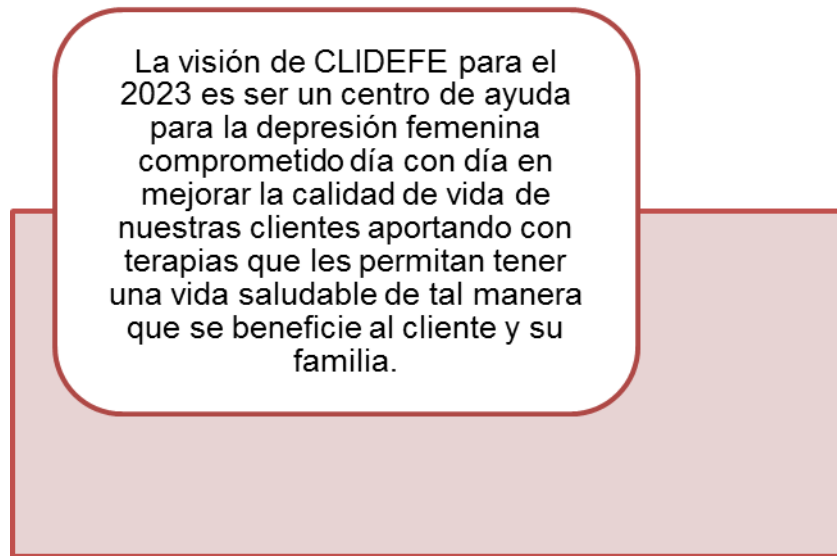 La visión de CLIDEFE para el
2023 es ser un centro de ayuda
para la depresión femenina
comprometido día con día en
mejorar la calidad de vida de
nuestras clientes aportando con
terapias que les permitan tener
una vida saludable de tal manera
que se beneficie al cliente y su
familia.